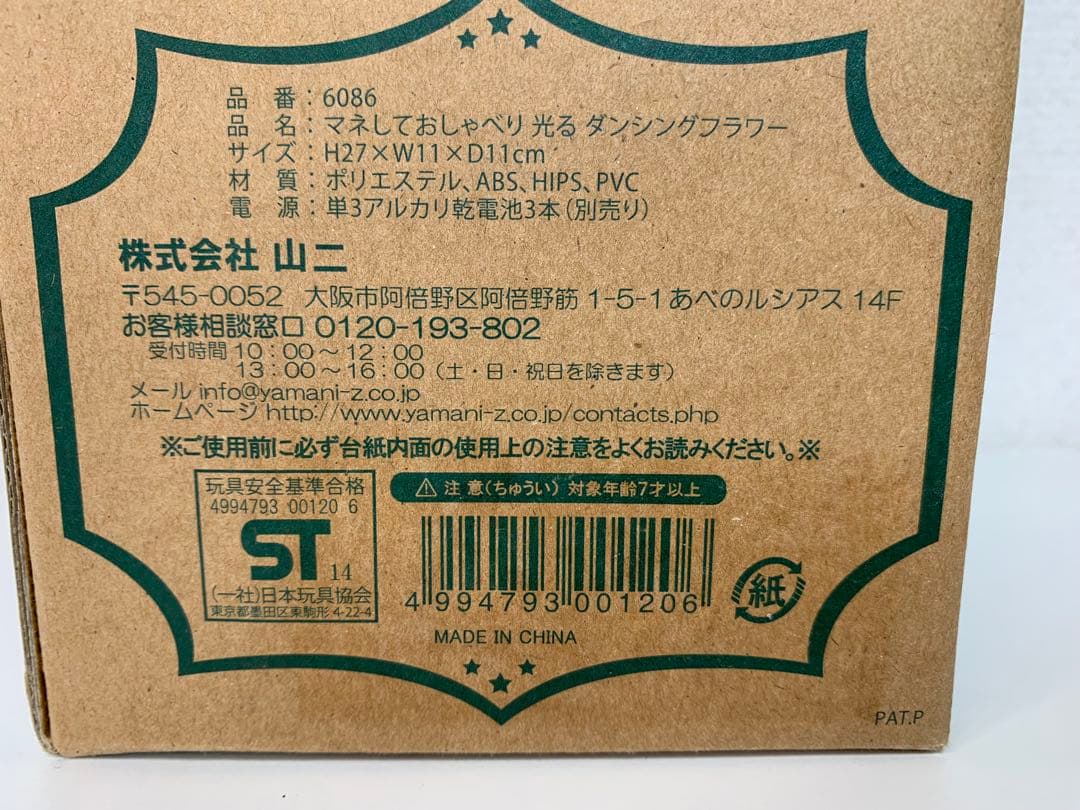 品 番：6086
品 名：マネしておしゃべり 光る ダンシングフラワー
サイズ：H27×W11×D11cm
材 質：ポリエステル、ABS、HIPS、PVC
電 源：単3アルカリ乾電池3本（別売り）
株式会社 山二
〒545-0052 大阪市阿倍野区阿倍野筋 1-5-1 あべのルシアス 14F
お客様相談窓口 0120-193-802
受付時間 10：00～12：00
13：00～16：00（土・日・祝日を除きます）
メール info@yamani-z.co.jp
ホームページ http://www.yamani-z.co.jp/contacts.php
※ご使用前に必ず台紙内面の使用上の注意をよくお読みください。※
玩具安全基準合格
4994793 00120 6
ST 14
(一社)日本玩具協会
東京都墨田区東駒形 4-22-4
注 意(ちゅうい) 対象年齢7才以上
4 994793 001206
紙
MADE IN CHINA
PAT.P